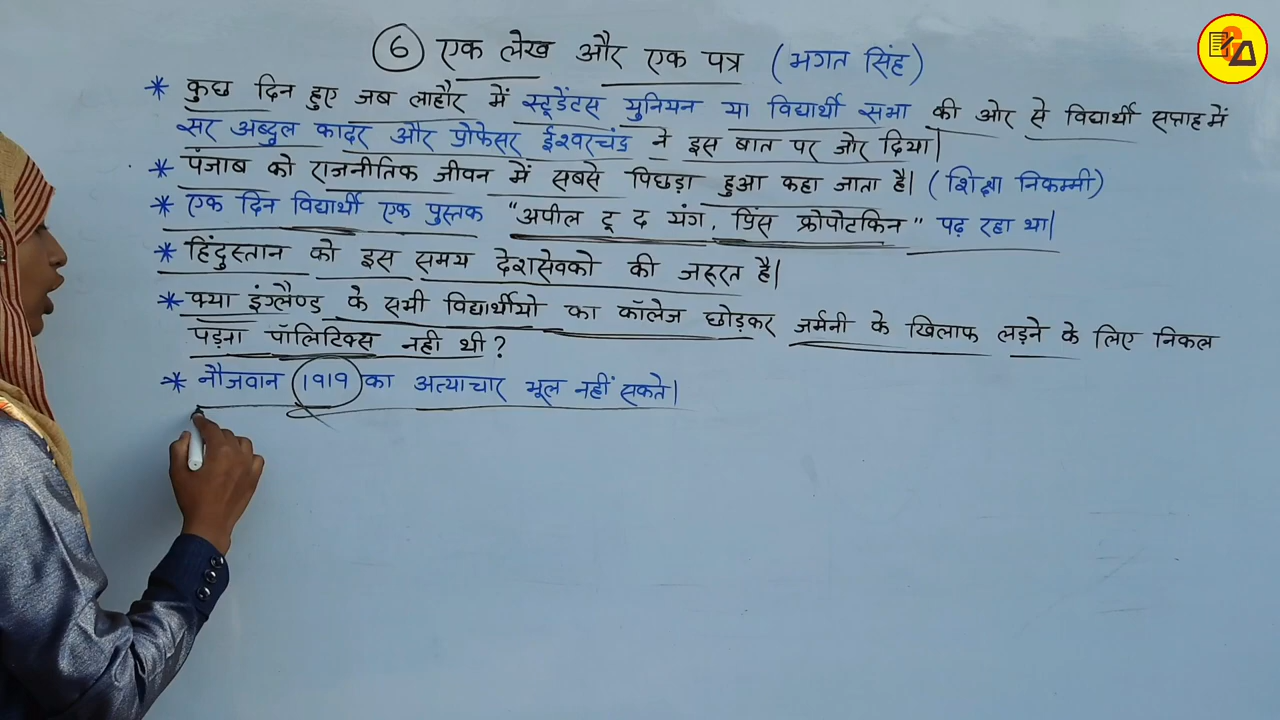 ⑥ एक लेख और एक पत्र (भगत सिंह)
* कुछ दिन हुए जब लाहौर में स्टूडेंटस युनियन या विद्यार्थी सभा की ओर से विद्यार्थी सप्ताह में
सर अब्दुल कादर और प्रोफेसर ईश्वरचंद्र ने इस बात पर जोर दिया।
* पंजाब को राजनीतिक जीवन में सबसे पिछड़ा हुआ कहा जाता है। (शिक्षा निकम्मी)
* एक दिन विद्यार्थी एक पुस्तक "अपील टू द यंग, प्रिंस क्रोपोटकिन" पढ़ रहा था।
* हिंदुस्तान को इस समय देशसेवको की जरूरत है।
* क्या इंग्लैण्ड के सभी विद्यार्थीयो का कॉलेज छोड़कर जर्मनी के खिलाफ लड़ने के लिए निकल
पड़ना पॉलिटिक्स नही थी?
* नौजवान 1919 का अत्याचार भूल नहीं सकते।